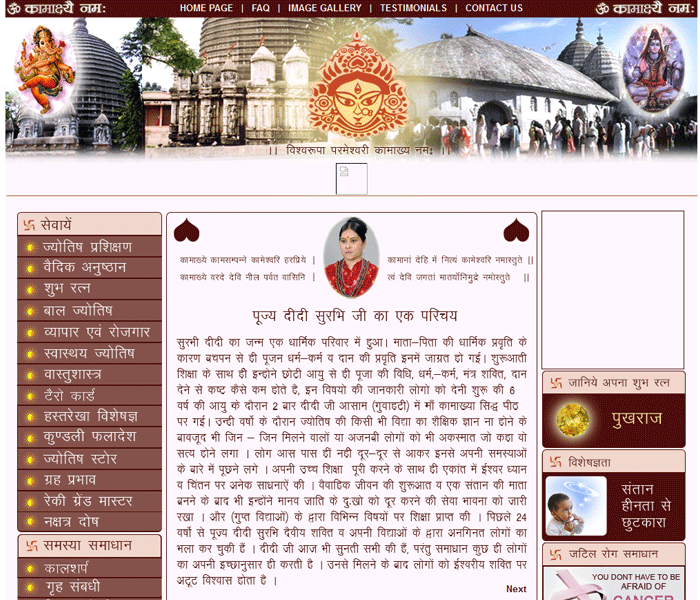 ॐ कामाक्ष्यै नमः
HOME PAGE | FAQ | IMAGE GALLERY | TESTIMONIALS | CONTACT US
ॐ कामाक्ष्यै नमः
।। विश्वरूपा परमेश्वरी कामाख्य नमः ।।
सेवायें
ज्योतिष प्रशिक्षण
वैदिक अनुष्ठान
शुभ रत्न
बाल ज्योतिष
व्यापार एवं रोजगार
स्वास्थय ज्योतिष
वास्तुशास्त्र
टैरो कार्ड
हस्तरेखा विशेषज्ञ
कुण्डली फलादेश
ज्योतिष स्टोर
ग्रह प्रभाव
रेकी ग्रेंड मास्टर
नक्षत्र दोष
समस्या समाधान
कालशर्प
गृह संबधी
कामाख्ये कामसम्पन्ने कामेश्वरि हरप्रिये |
कामाख्ये वरदे देवि नील पर्वत वासिनि |
कामानां देहि में नित्यं कामेश्वरि नमास्तुते ||
त्वं देवि जगतां मातर्योनिमुद्रे नमोस्तुते ||
पूज्य दीदी सुरभि जी का एक परिचय
सुरभी दीदी का जन्म एक धार्मिक परिवार में हुआ। माता–पिता की धार्मिक प्रवृति के
कारण बचपन से ही पूजन धर्म–कर्म व दान की प्रवृति इनमें जाग्रत हो गई। शुरूआती
शिक्षा के साथ ही इन्होने छोटी आयु से ही पूजा की विधि, धर्म,–कर्म, मंत्र शक्ति, दान
देने से कष्ट कैसे कम होते है, इन विषयो की जानकारी लोगो को देनी शुरू की 6
वर्ष की आयु के दौरान 2 बार दीदी जी आसाम (गुवाहटी) में माँ कामाख्या सिद्व पीठ
पर गई। उन्ही वर्षो के दौरान ज्योतिष की किसी भी विद्या का शैक्षिक ज्ञान ना होने के
बावजूद भी जिन – जिन मिलने वालों या अजनबी लोगों को भी अकस्मात जो कहा वो
सत्य होने लगा । लोग आस पास ही नही दूर–दूर से आकर इनसे अपनी समस्याओं
के बारे में पूछने लगे । अपनी उच्च शिक्षा पूरी करने के साथ ही एकांत में ईश्वर ध्यान
व चिंतन पर अनेक साधनाऐं की । वैवाहिक जीवन की शुरूआत व एक संतान की माता
बनने के बाद भी इन्होंने मानव जाति के दु:खो को दूर करने की सेवा भावना को जारी
रखा । और (गुप्त विद्याओं) के द्वारा विभिन्न विषयों पर शिक्षा प्राप्त की । पिछले 24
वर्षो से पूज्य दीदी सुरभि दैवीय शक्ति व अपनी विद्याओं के द्वारा अनगिनत लोगों का
भला कर चुकी हैं । दीदी जी आज भी सुनती सभी की हैं, परंतु समाधान कुछ ही लोगों
का अपनी इच्छानुसार ही करती है । उनसे मिलने के बाद लोगों को ईश्वरीय शक्ति पर
अटूट विश्वास होता है ।
Next
जानिये अपना शुभ रत्न
पुखराज
विशेषज्ञता
संतान
हीनता से
छुटकारा
जटिल रोग समाधान
YOU DONT HAVE TO BE
AFRAID OF
CANCER